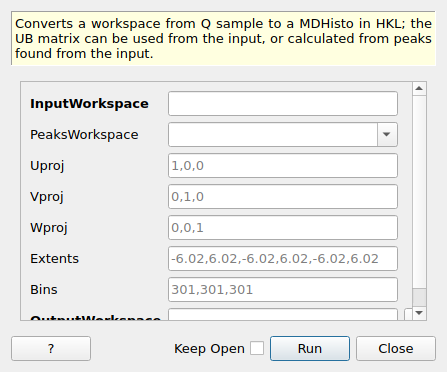 Converts a workspace from Q sample to a MDHisto in HKL; the
UB matrix can be used from the input, or calculated from peaks
found from the input.
InputWorkspace
PeaksWorkspace
Uproj 1,0,0
Vproj 0,1,0
Wproj 0,0,1
Extents -6.02,6.02,-6.02,6.02,-6.02,6.02
Bins 301,301,301
OutputWorkspace
? Keep Open Run Close